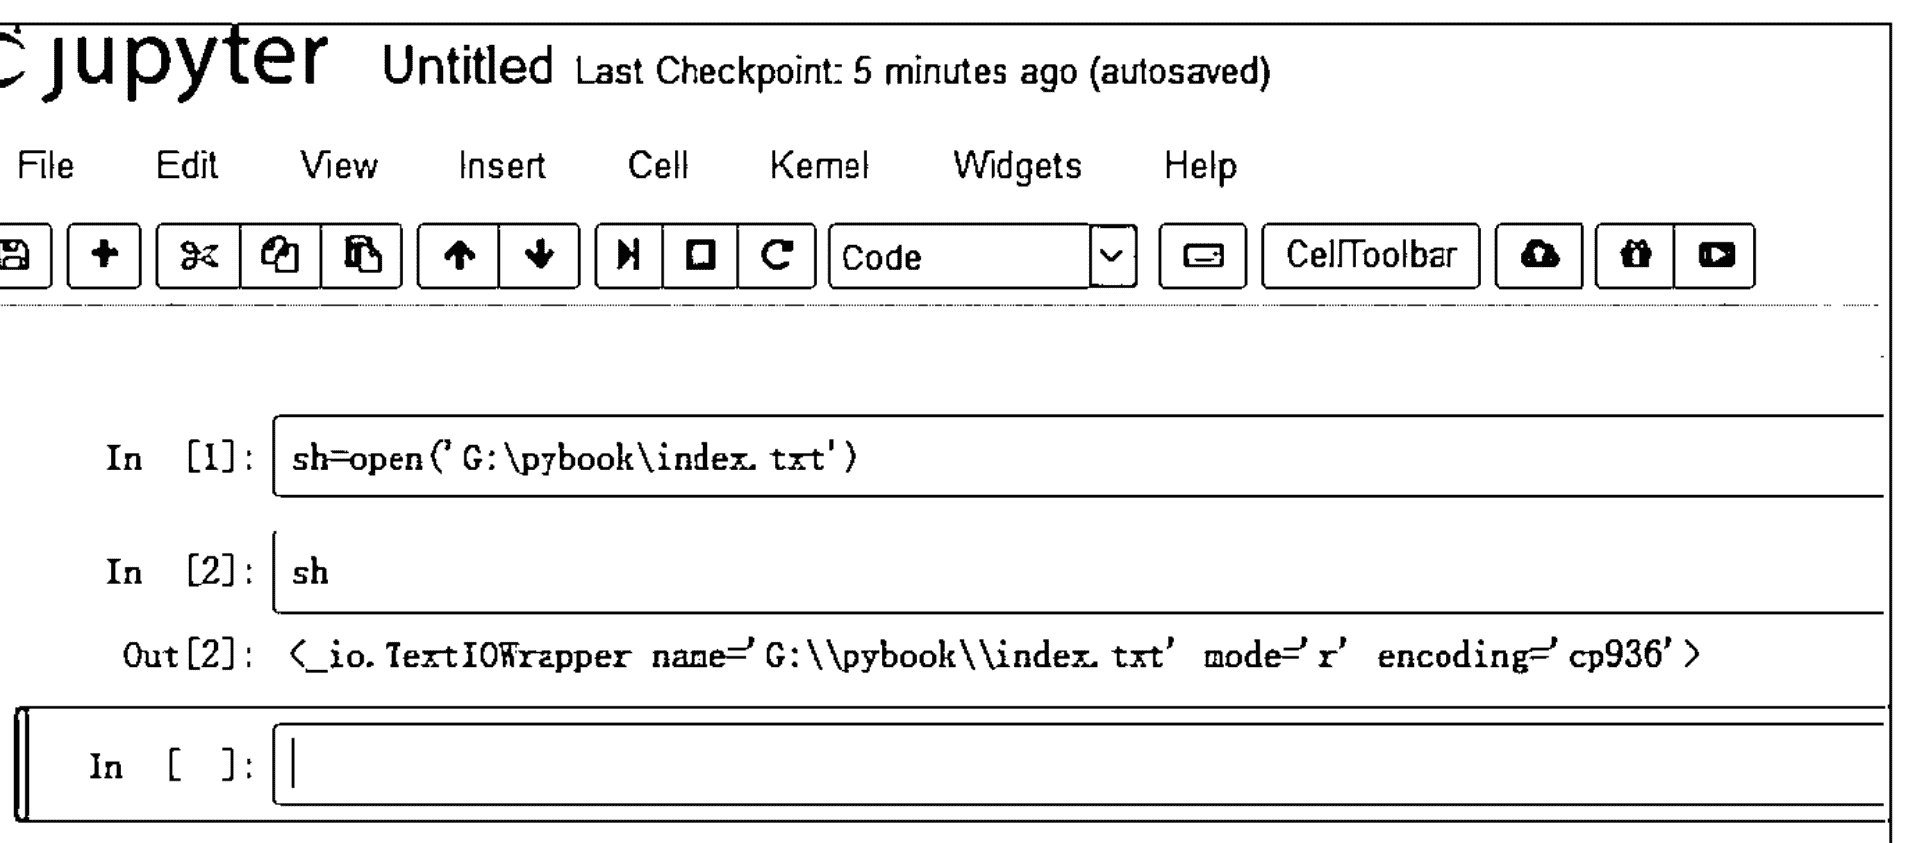 jupyter Untitled Last Checkpoint: 5 minutes ago (autosaved)
File Edit View Insert Cell Kernel Widgets Help
Code CellToolbar
In [1]: sh=open('G:\pybook\index.txt')
In [2]: sh
Out[2]: <_io.TextIOWrapper name='G:\\pybook\\index.txt' mode='r' encoding='cp936'>
In [ ]: